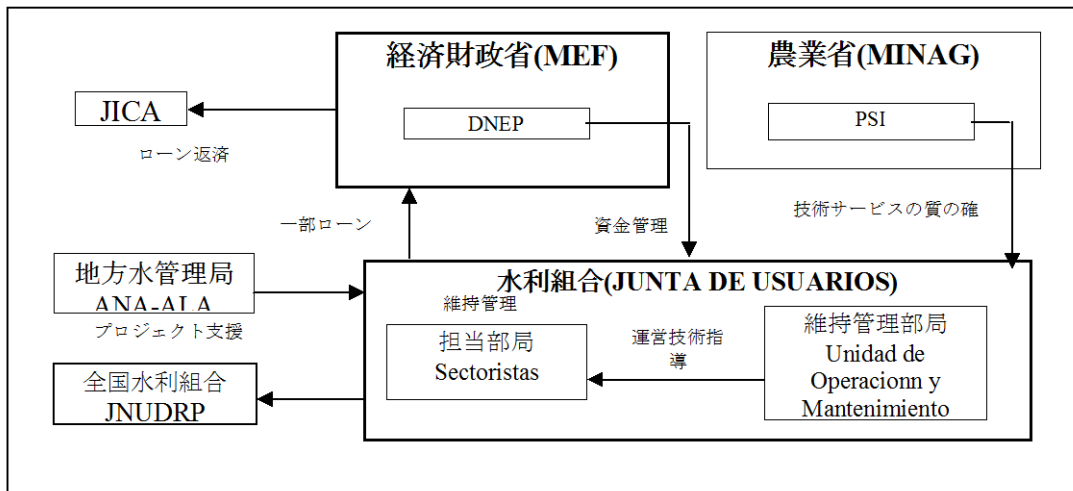 経済財政省(MEF)
農業省(MINAG)
JICA
DNEP
PSI
ローン返済
一部ローン
資金管理
技術サービスの質の確
地方水管理局
ANA-ALA
プロジェクト支援
水利組合(JUNTA DE USUARIOS)
維持管理
担当部局
Sectoristas
運営技術指
導
維持管理部局
Unidad de
Operacionn y
Mantenimiento
全国水利組合
JNUDRP